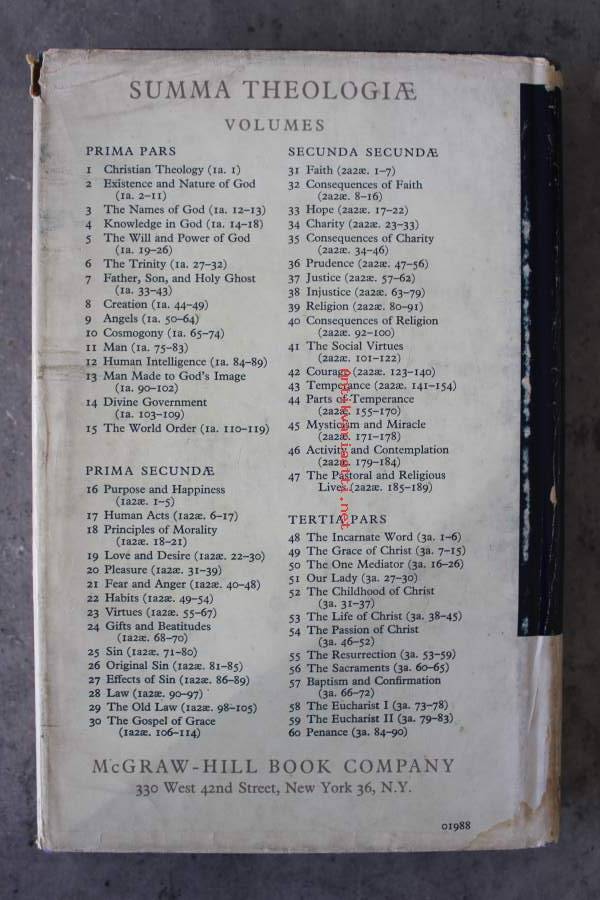 SUMMA THEOLOGIÆ
VOLUMES
PRIMA PARS
1 Christian Theology (1a. 1)
2 Existence and Nature of God
(1a. 2-11)
3 The Names of God (1a. 12-13)
4 Knowledge in God (1a. 14-18)
5 The Will and Power of God
(1a. 19-26)
6 The Trinity (1a. 27-32)
7 Father, Son, and Holy Ghost
(1a. 33-43)
8 Creation (1a. 44-49)
9 Angels (1a. 50-64)
10 Cosmogony (1a. 65-74)
11 Man (1a. 75-83)
12 Human Intelligence (1a. 84-89)
13 Man Made to God's Image
(1a. 90-102)
14 Divine Government
(1a. 103-109)
15 The World Order (1a. 110-119)
PRIMA SECUNDÆ
16 Purpose and Happiness
(1a2æ. 1-5)
17 Human Acts (1a2æ. 6-17)
18 Principles of Morality
(1a2æ. 18-21)
19 Love and Desire (1a2æ. 22-30)
20 Pleasure (1a2æ. 31-39)
21 Fear and Anger (1a2æ. 40-48)
22 Habits (1a2æ. 49-54)
23 Virtues (1a2æ. 55-67)
24 Gifts and Beatitudes
(1a2æ. 68-70)
25 Sin (1a2æ. 71-80)
26 Original Sin (1a2æ. 81-85)
27 Effects of Sin (1a2æ. 86-89)
28 Law (1a2æ. 90-97)
29 The Old Law (1a2æ. 98-105)
30 The Gospel of Grace
(1a2æ. 106-114)
SECUNDA SECUNDÆ
31 Faith (2a2æ. 1-7)
32 Consequences of Faith
(2a2æ. 8-16)
33 Hope (2a2æ. 17-22)
34 Charity (2a2æ. 23-33)
35 Consequences of Charity
(2a2æ. 34-46)
36 Prudence (2a2æ. 47-56)
37 Justice (2a2æ. 57-62)
38 Injustice (2a2æ. 63-79)
39 Religion (2a2æ. 80-91)
40 Consequences of Religion
(2a2æ. 92-100)
41 The Social Virtues
(2a2æ. 101-122)
42 Courage (2a2æ. 123-140)
43 Temperance (2a2æ. 141-154)
44 Parts of Temperance
(2a2æ. 155-170)
45 Mysticism and Miracle
(2a2æ. 171-178)
46 Activity and Contemplation
(2a2æ. 179-184)
47 The Pastoral and Religious
Lives (2a2æ. 185-189)
TERTIA PARS
48 The Incarnate Word (3a. 1-6)
49 The Grace of Christ (3a. 7-15)
50 The One Mediator (3a. 16-26)
51 Our Lady (3a. 27-30)
52 The Childhood of Christ
(3a. 31-37)
53 The Life of Christ (3a. 38-45)
54 The Passion of Christ
(3a. 46-52)
55 The Resurrection (3a. 53-59)
56 The Sacraments (3a. 60-65)
57 Baptism and Confirmation
(3a. 66-72)
58 The Eucharist I (3a. 73-78)
59 The Eucharist II (3a. 79-83)
60 Penance (3a. 84-90)
McGRAW-HILL BOOK COMPANY
330 West 42nd Street, New York 36, N.Y.
01988